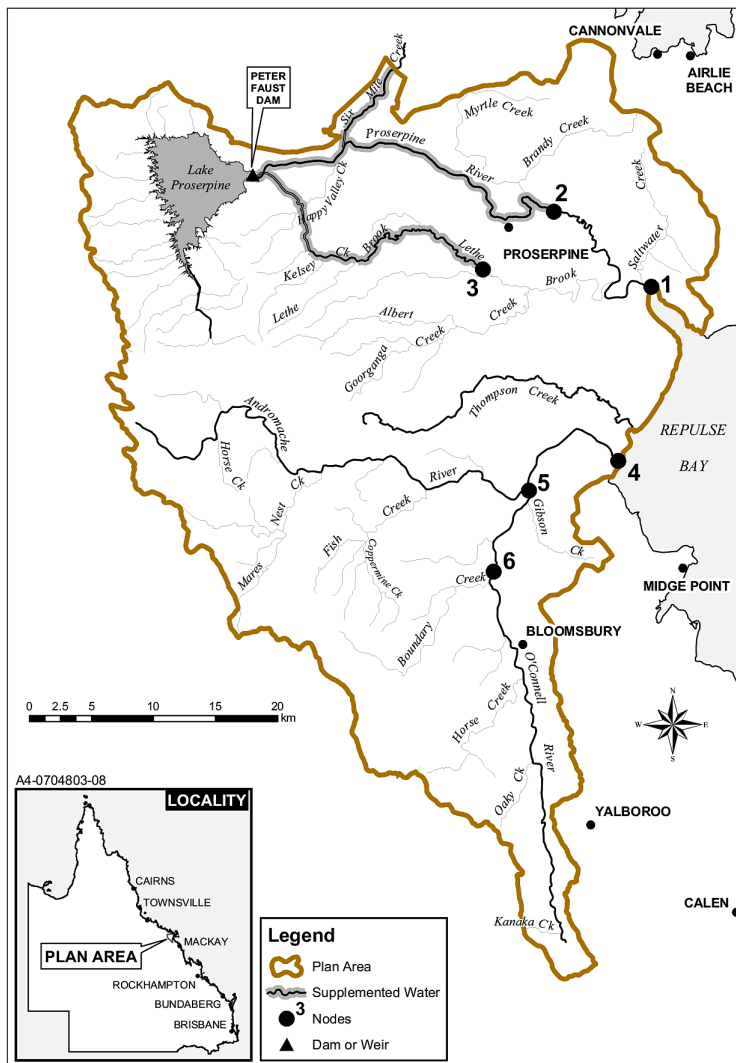 CANNONVALE
AIRLIE
BEACH
PETER
FAUST
DAM
Six Mile Creek
Myrtle Creek
Brandy Creek
Proserpine River
Lake
Proserpine
Happy Valley Ck
Saltwater Creek
2
PROSERPINE
Kelsey Ck
Lethe Brook
3
1
Lethe Brook
Albert
Goorganga Creek Creek
Thompson Creek
Andromache River
REPULSE
BAY
Horse Ck
Mares Nest Ck
4
5
Gibson Ck
Fish Creek
Coppermine Ck
6
Boundary Creek
MIDGE POINT
BLOOMSBURY
O'Connell River
Horse Creek
Oaky Ck
0 2.5 5 10 15 20
km
N
W E
S
YALBOROO
CALEN
Kanaka Ck
A4-0704803-08
LOCALITY
CAIRNS
TOWNSVILLE
MACKAY
PLAN AREA
ROCKHAMPTON
BUNDABERG
BRISBANE
Legend
Plan Area
Supplemented Water
3
Nodes
Dam or Weir